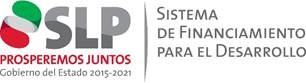 SLP
PROSPEREMOS JUNTOS
Gobierno del Estado 2015-2021
SISTEMA
DE FINANCIAMIENTO
PARA EL DESARROLLO